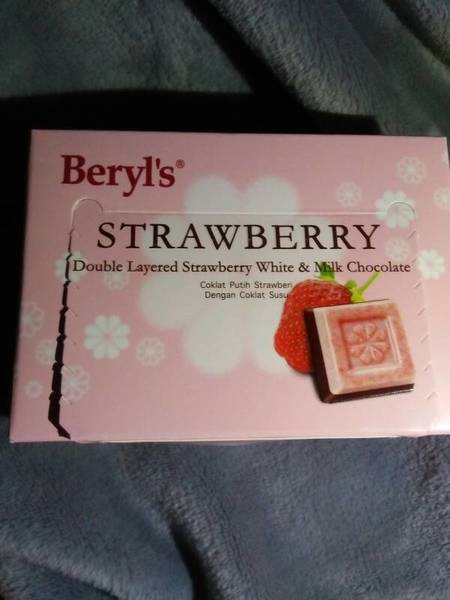 Beryl's®
STRAWBERRY
Double Layered Strawberry White & Milk Chocolate
Coklat Putih Strawberi
Dengan Coklat Susu